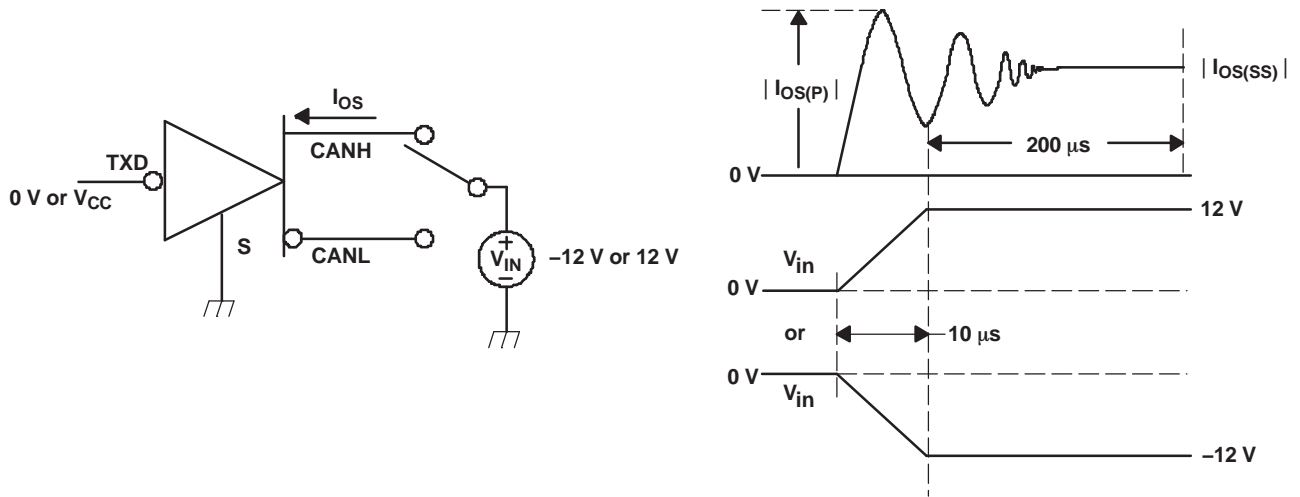 I_OS
TXD
CANH
0 V or V_CC
S
CANL
+
V_IN
−
–12 V or 12 V
| I_OS(P) |
| I_OS(SS) |
200 μs
0 V
12 V
V_in
0 V
or
10 μs
0 V
V_in
–12 V